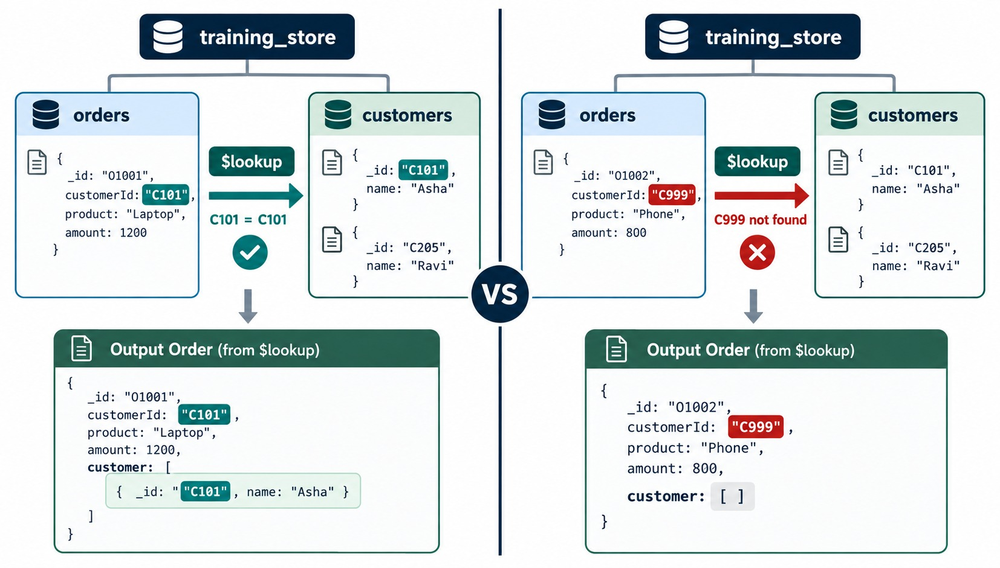 training_store
orders
{
_id: "O1001",
customerId: "C101",
product: "Laptop",
amount: 1200
}
$lookup
C101 = C101
customers
{
_id: "C101",
name: "Asha"
}
{
_id: "C205",
name: "Ravi"
}
Output Order (from $lookup)
{
_id: "O1001",
customerId: "C101",
product: "Laptop",
amount: 1200,
customer: [
{ _id: ""C101", name: "Asha" }
]
}
VS
training_store
orders
{
_id: "O1002",
customerId: "C999",
product: "Phone",
amount: 800
}
$lookup
C999 not found
customers
{
_id: "C101",
name: "Asha"
}
{
_id: "C205",
name: "Ravi"
}
Output Order (from $lookup)
{
_id: "O1002",
customerId: "C999",
product: "Phone",
amount: 800,
customer: [ ]
}